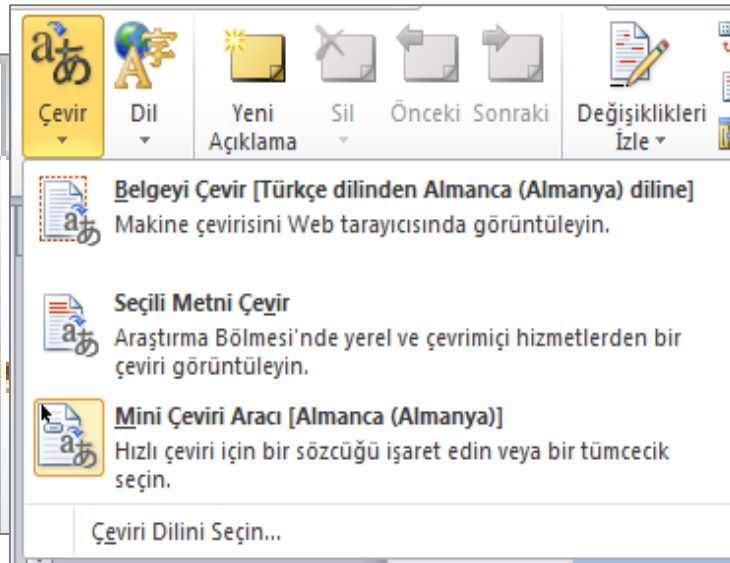 Çevir
Dil
Yeni
Açıklama
Sil
Önceki
Sonraki
Değişiklikleri
İzle
Belgeyi Çevir [Türkçe dilinden Almanca (Almanya) diline]
Makine çevirisini Web tarayıcısında görüntüleyin.
Seçili Metni Çevir
Araştırma Bölmesi'nde yerel ve çevrimiçi hizmetlerden bir
çeviri görüntüleyin.
Mini Çeviri Aracı [Almanca (Almanya)]
Hızlı çeviri için bir sözcüğü işaret edin veya bir tümcecik
seçin.
Çeviri Dilini Seçin...